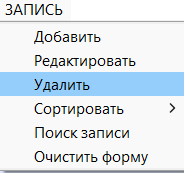 ЗАПИСЬ
Добавить
Редактировать
Удалить
Сортировать
Поиск записи
Очистить форму